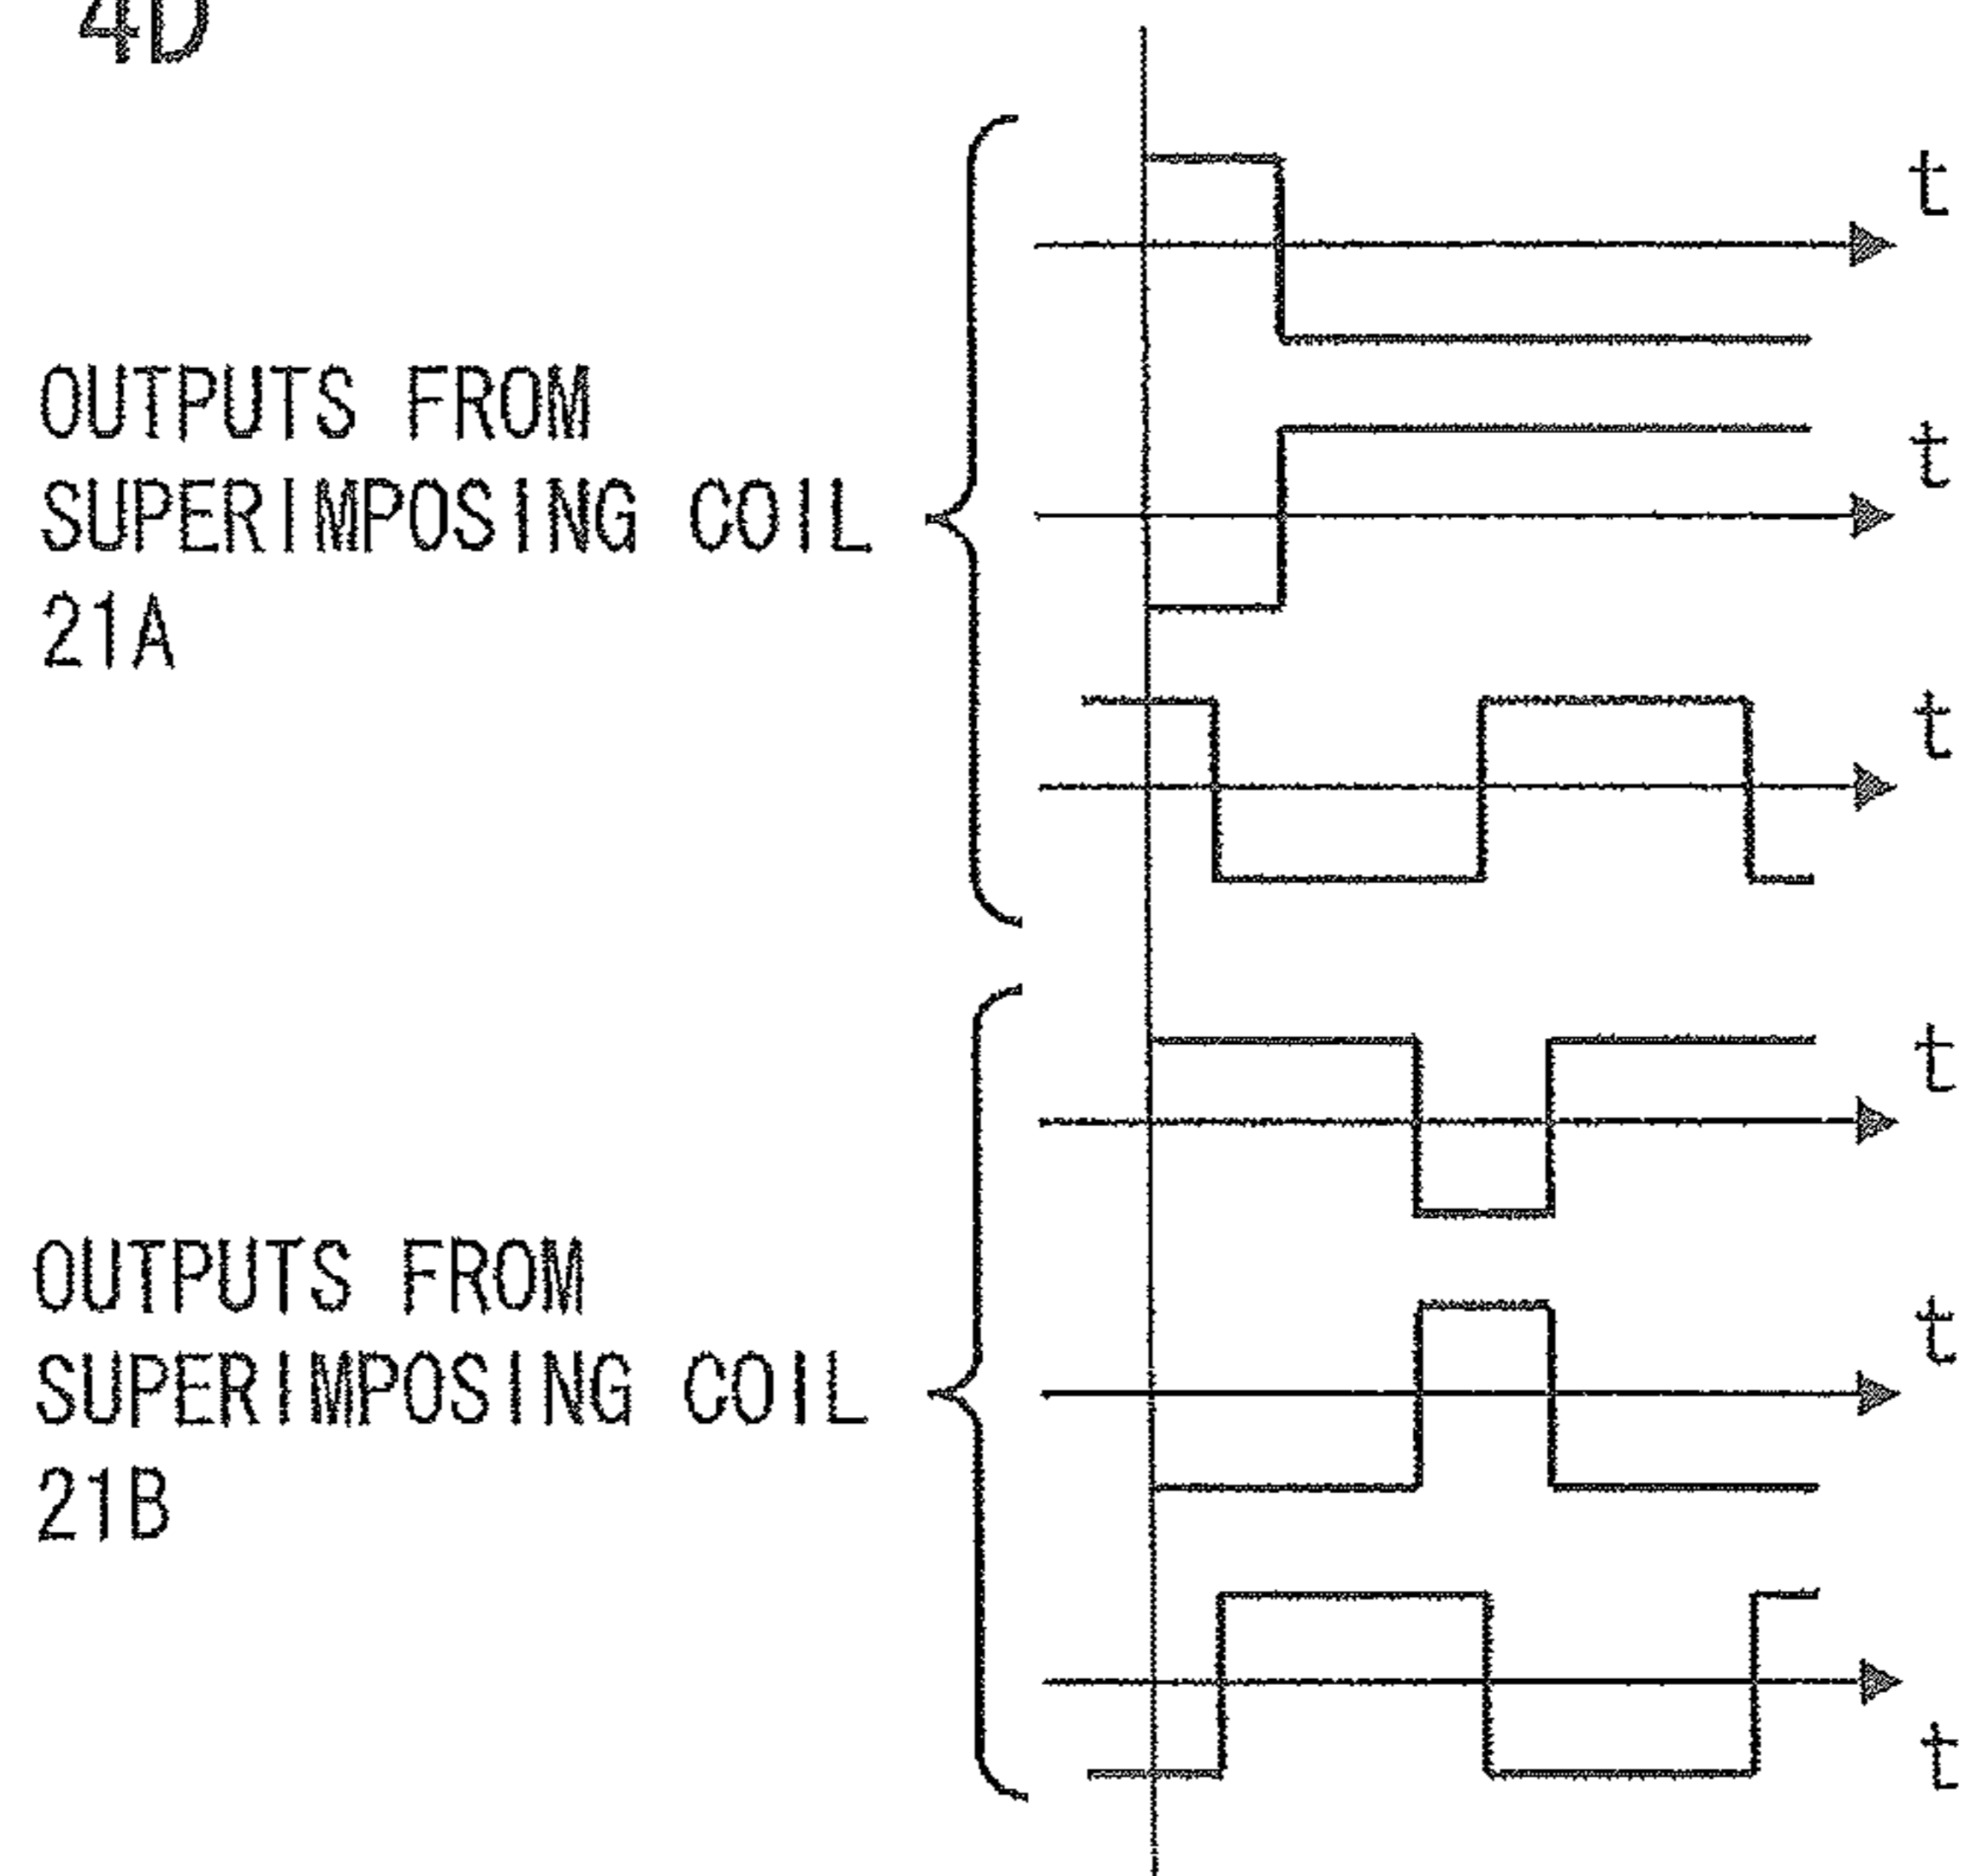 4D
t
OUTPUTS FROM
SUPERIMPOSING COIL
21A
t
t
t
OUTPUTS FROM
SUPERIMPOSING COIL
21B
t
t